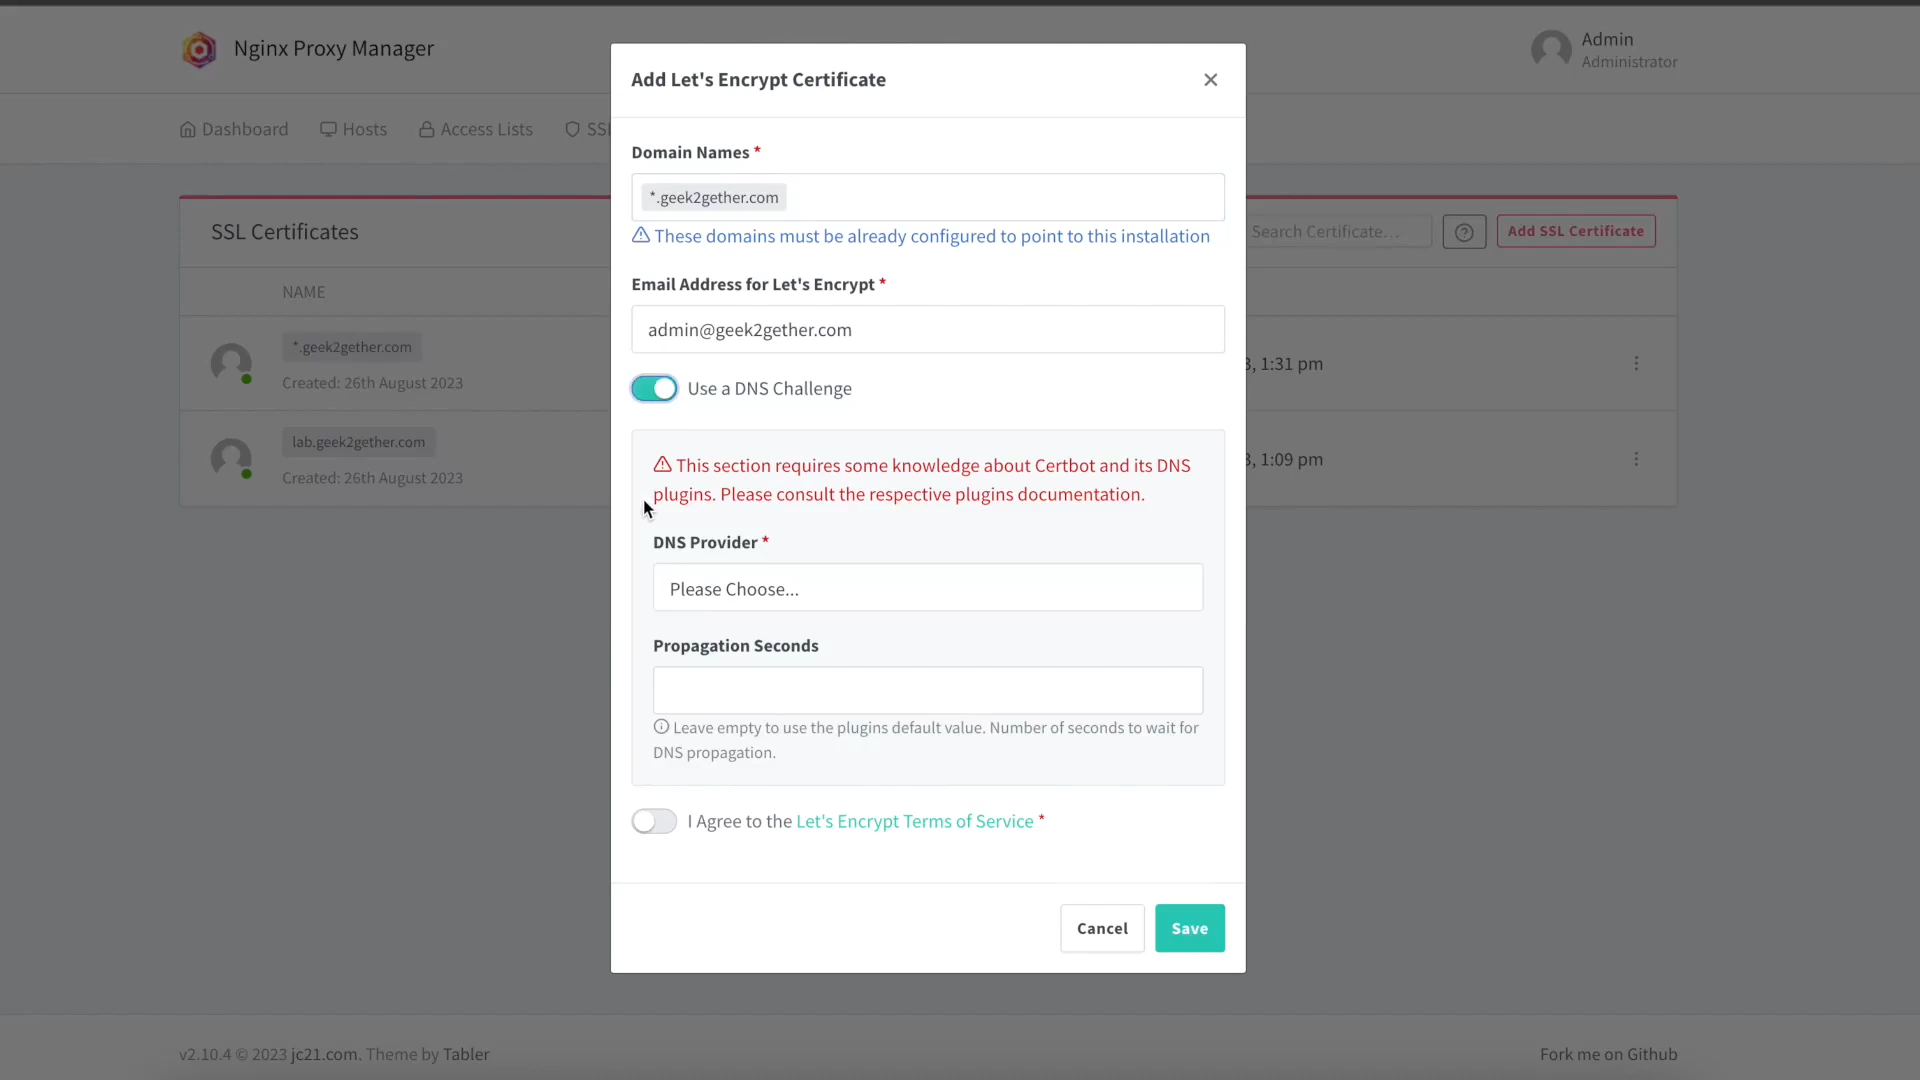 Nginx Proxy Manager
Admin
Administrator
Dashboard
Hosts
Access Lists
SSL Certificates
Search Certificate...
Add SSL Certificate
NAME
*.geek2gether.com
Created: 26th August 2023
3, 1:31 pm
lab.geek2gether.com
Created: 26th August 2023
3, 1:09 pm
Add Let's Encrypt Certificate
Domain Names *
*.geek2gether.com
These domains must be already configured to point to this installation
Email Address for Let's Encrypt *
admin@geek2gether.com
Use a DNS Challenge
This section requires some knowledge about Certbot and its DNS
plugins. Please consult the respective plugins documentation.
DNS Provider *
Please Choose...
Propagation Seconds
Leave empty to use the plugins default value. Number of seconds to wait for
DNS propagation.
I Agree to the Let's Encrypt Terms of Service *
Cancel
Save
v2.10.4 © 2023 jc21.com. Theme by Tabler
Fork me on Github